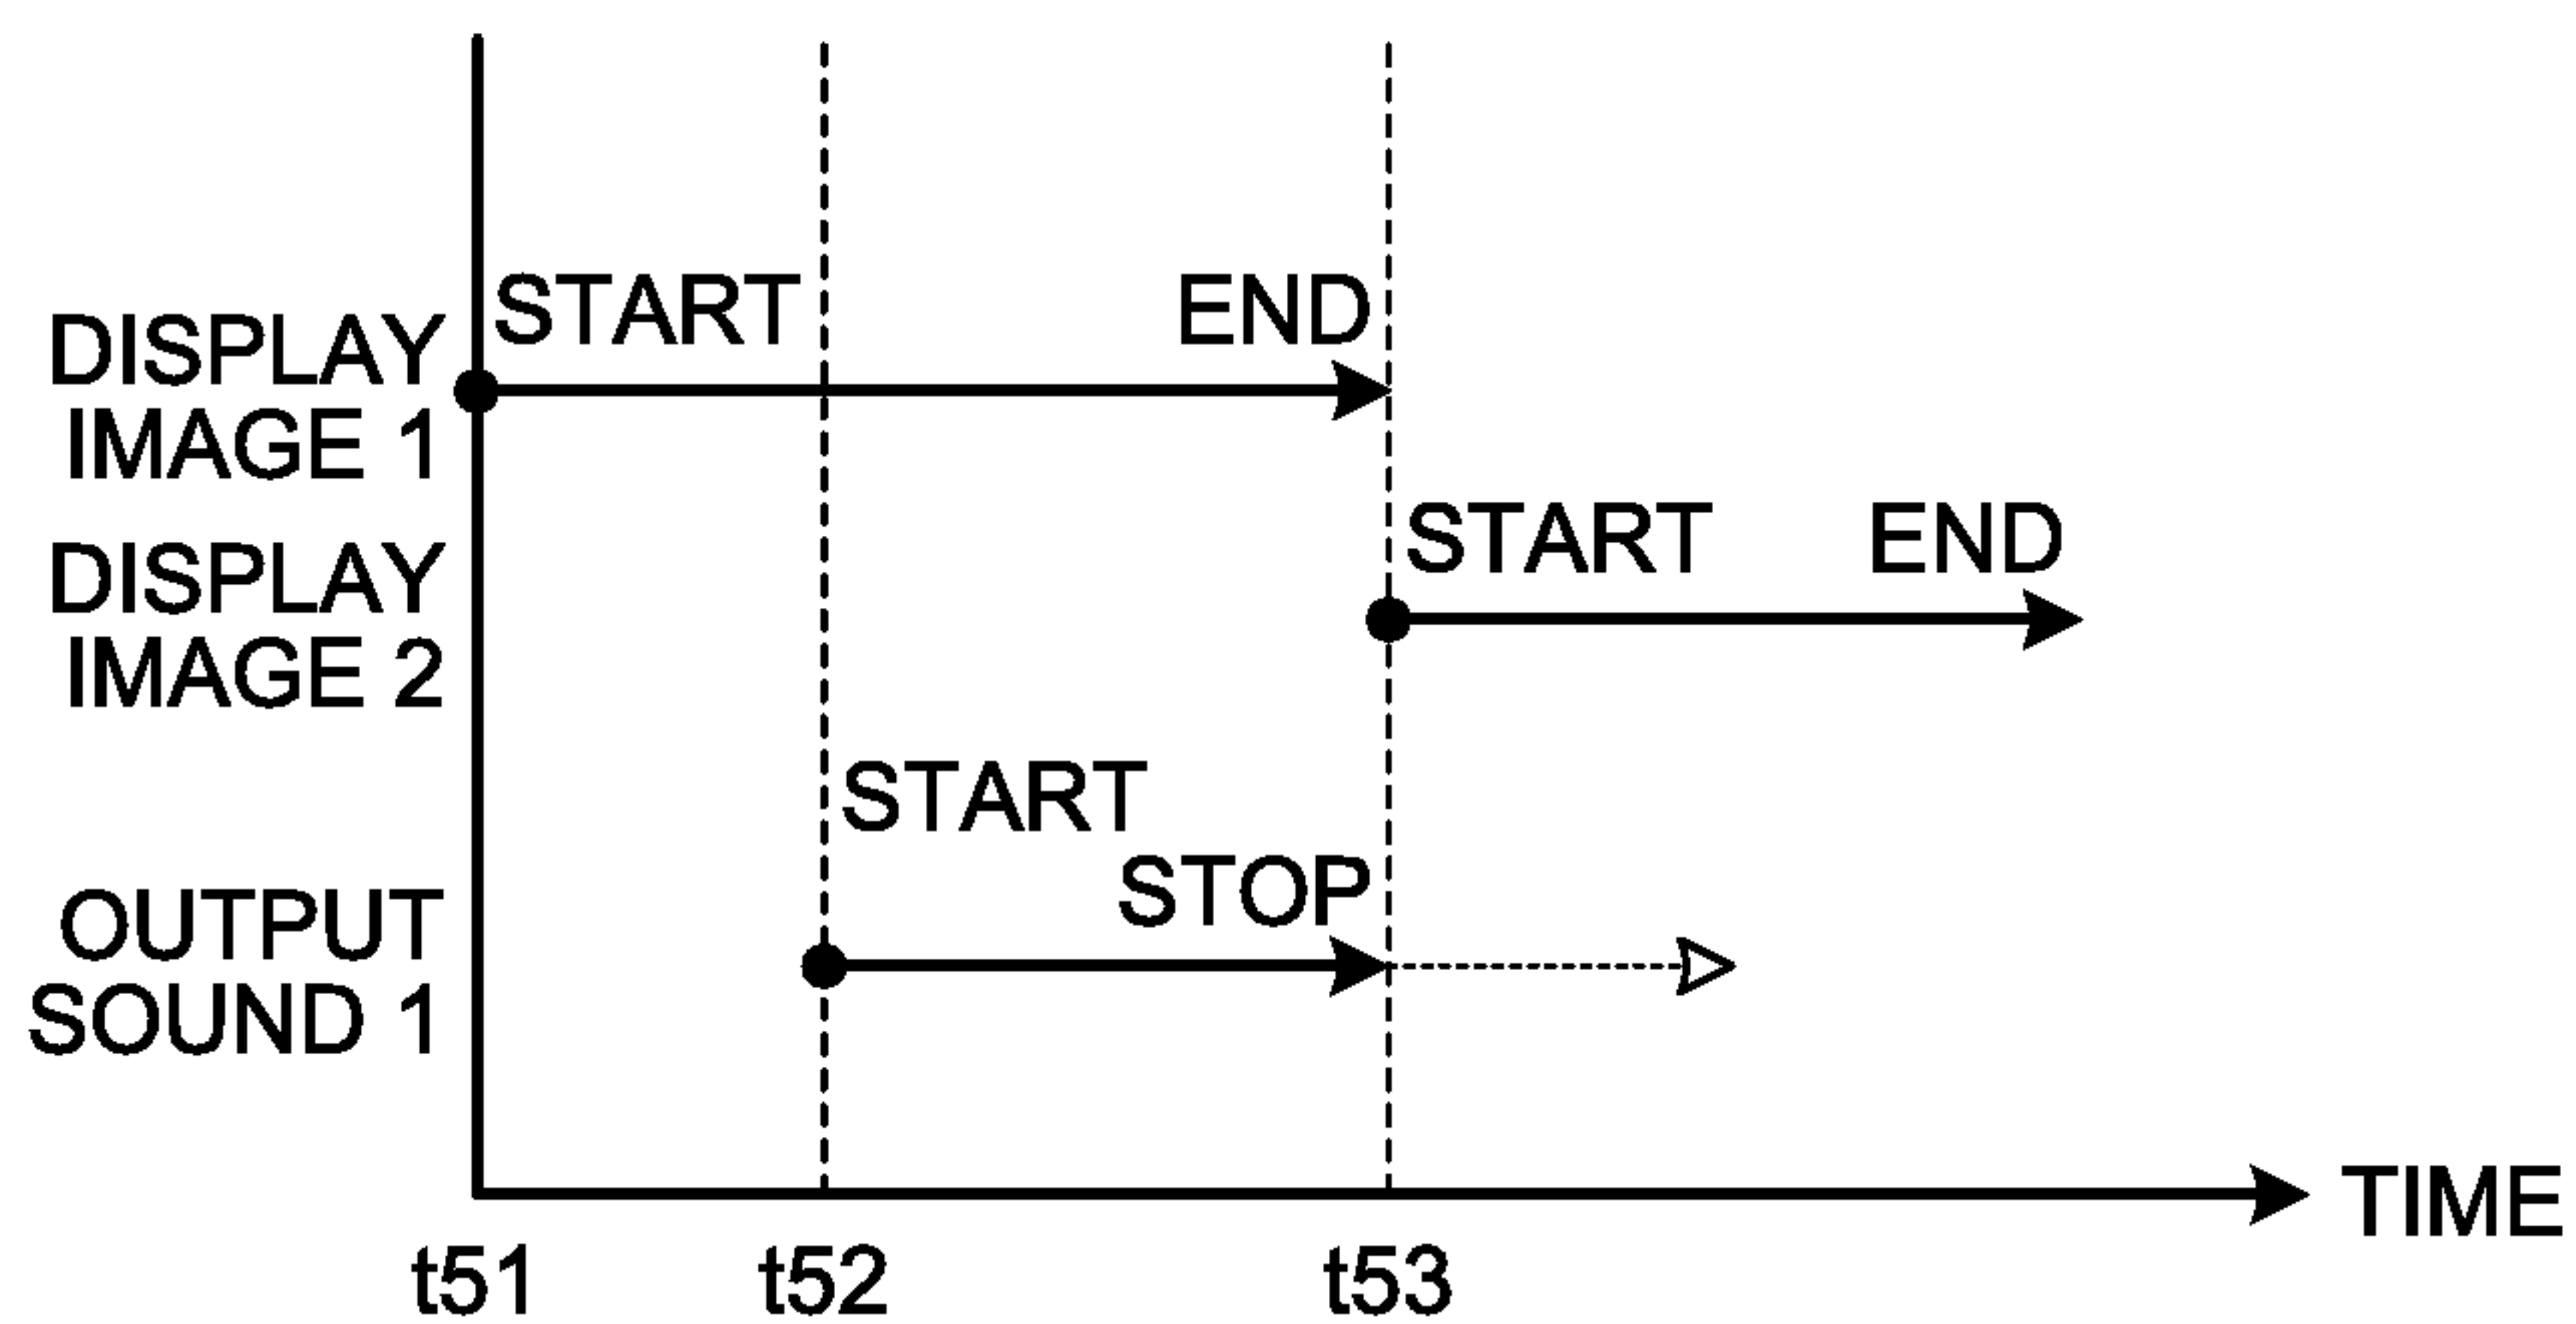 START
END
DISPLAY
IMAGE 1
START
END
DISPLAY
IMAGE 2
START
STOP
OUTPUT
SOUND 1
TIME
t51
t52
t53